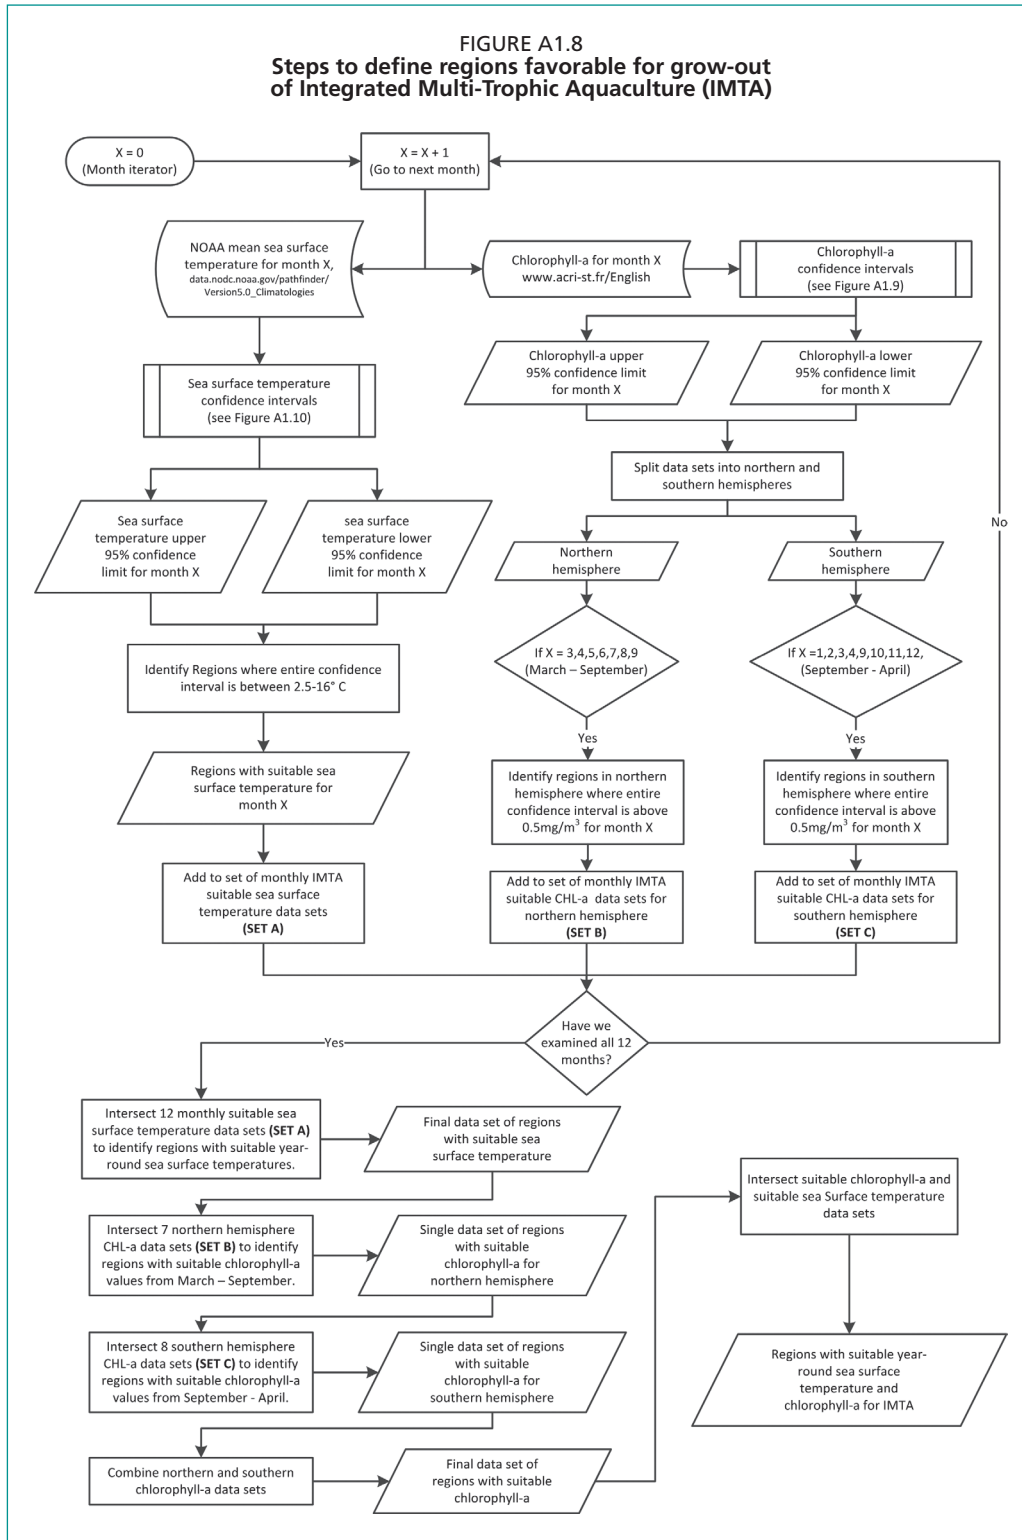 FIGURE A1.8
Steps to define regions favorable for grow-out
of Integrated Multi-Trophic Aquaculture (IMTA)
X = 0
(Month iterator)
X = X + 1
(Go to next month)
NOAA mean sea surface
temperature for month X,
data.nodc.noaa.gov/pathfinder/
Version5.0_Climatologies
Chlorophyll-a for month X
www.acri-st.fr/English
Chlorophyll-a
confidence intervals
(see Figure A1.9)
Chlorophyll-a upper
95% confidence limit
for month X
Chlorophyll-a lower
95% confidence limit
for month X
Sea surface temperature
confidence intervals
(see Figure A1.10)
Split data sets into northern and
southern hemispheres
Sea surface
temperature upper
95% confidence
limit for month X
sea surface
temperature lower
95% confidence
limit for month X
Northern
hemisphere
Southern
hemisphere
No
Identify Regions where entire confidence
interval is between 2.5-16° C
If X = 3,4,5,6,7,8,9
(March – September)
If X =1,2,3,4,9,10,11,12,
(September - April)
Yes
Yes
Regions with suitable sea
surface temperature for
month X
Identify regions in northern
hemisphere where entire
confidence interval is above
0.5mg/m³ for month X
Identify regions in southern
hemisphere where entire
confidence interval is above
0.5mg/m³ for month X
Add to set of monthly IMTA
suitable sea surface
temperature data sets
(SET A)
Add to set of monthly IMTA
suitable CHL-a data sets for
northern hemisphere
(SET B)
Add to set of monthly IMTA
suitable CHL-a data sets for
southern hemisphere
(SET C)
Have we
examined all 12
months?
Yes
Intersect 12 monthly suitable sea
surface temperature data sets (SET A)
to identify regions with suitable year-
round sea surface temperatures.
Final data set of regions
with suitable sea
surface temperature
Intersect 7 northern hemisphere
CHL-a data sets (SET B) to identify
regions with suitable chlorophyll-a
values from March – September.
Single data set of regions
with suitable
chlorophyll-a for
northern hemisphere
Intersect 8 southern hemisphere
CHL-a data sets (SET C) to identify
regions with suitable chlorophyll-a
values from September - April.
Single data set of regions
with suitable
chlorophyll-a for
southern hemisphere
Combine northern and southern
chlorophyll-a data sets
Final data set of
regions with suitable
chlorophyll-a
Intersect suitable chlorophyll-a and
suitable sea Surface temperature
data sets
Regions with suitable year-
round sea surface
temperature and
chlorophyll-a for IMTA